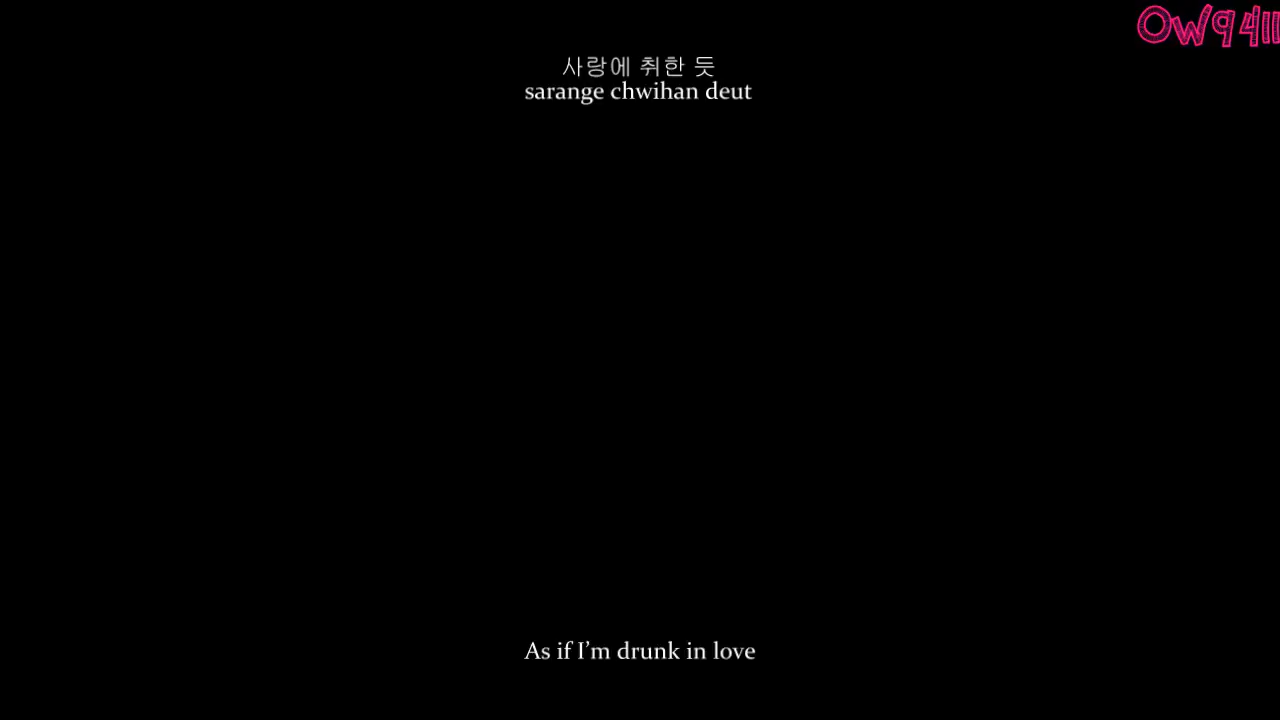 Ow9411
사랑에 취한 듯
sarange chwihan deut
As if I'm drunk in love